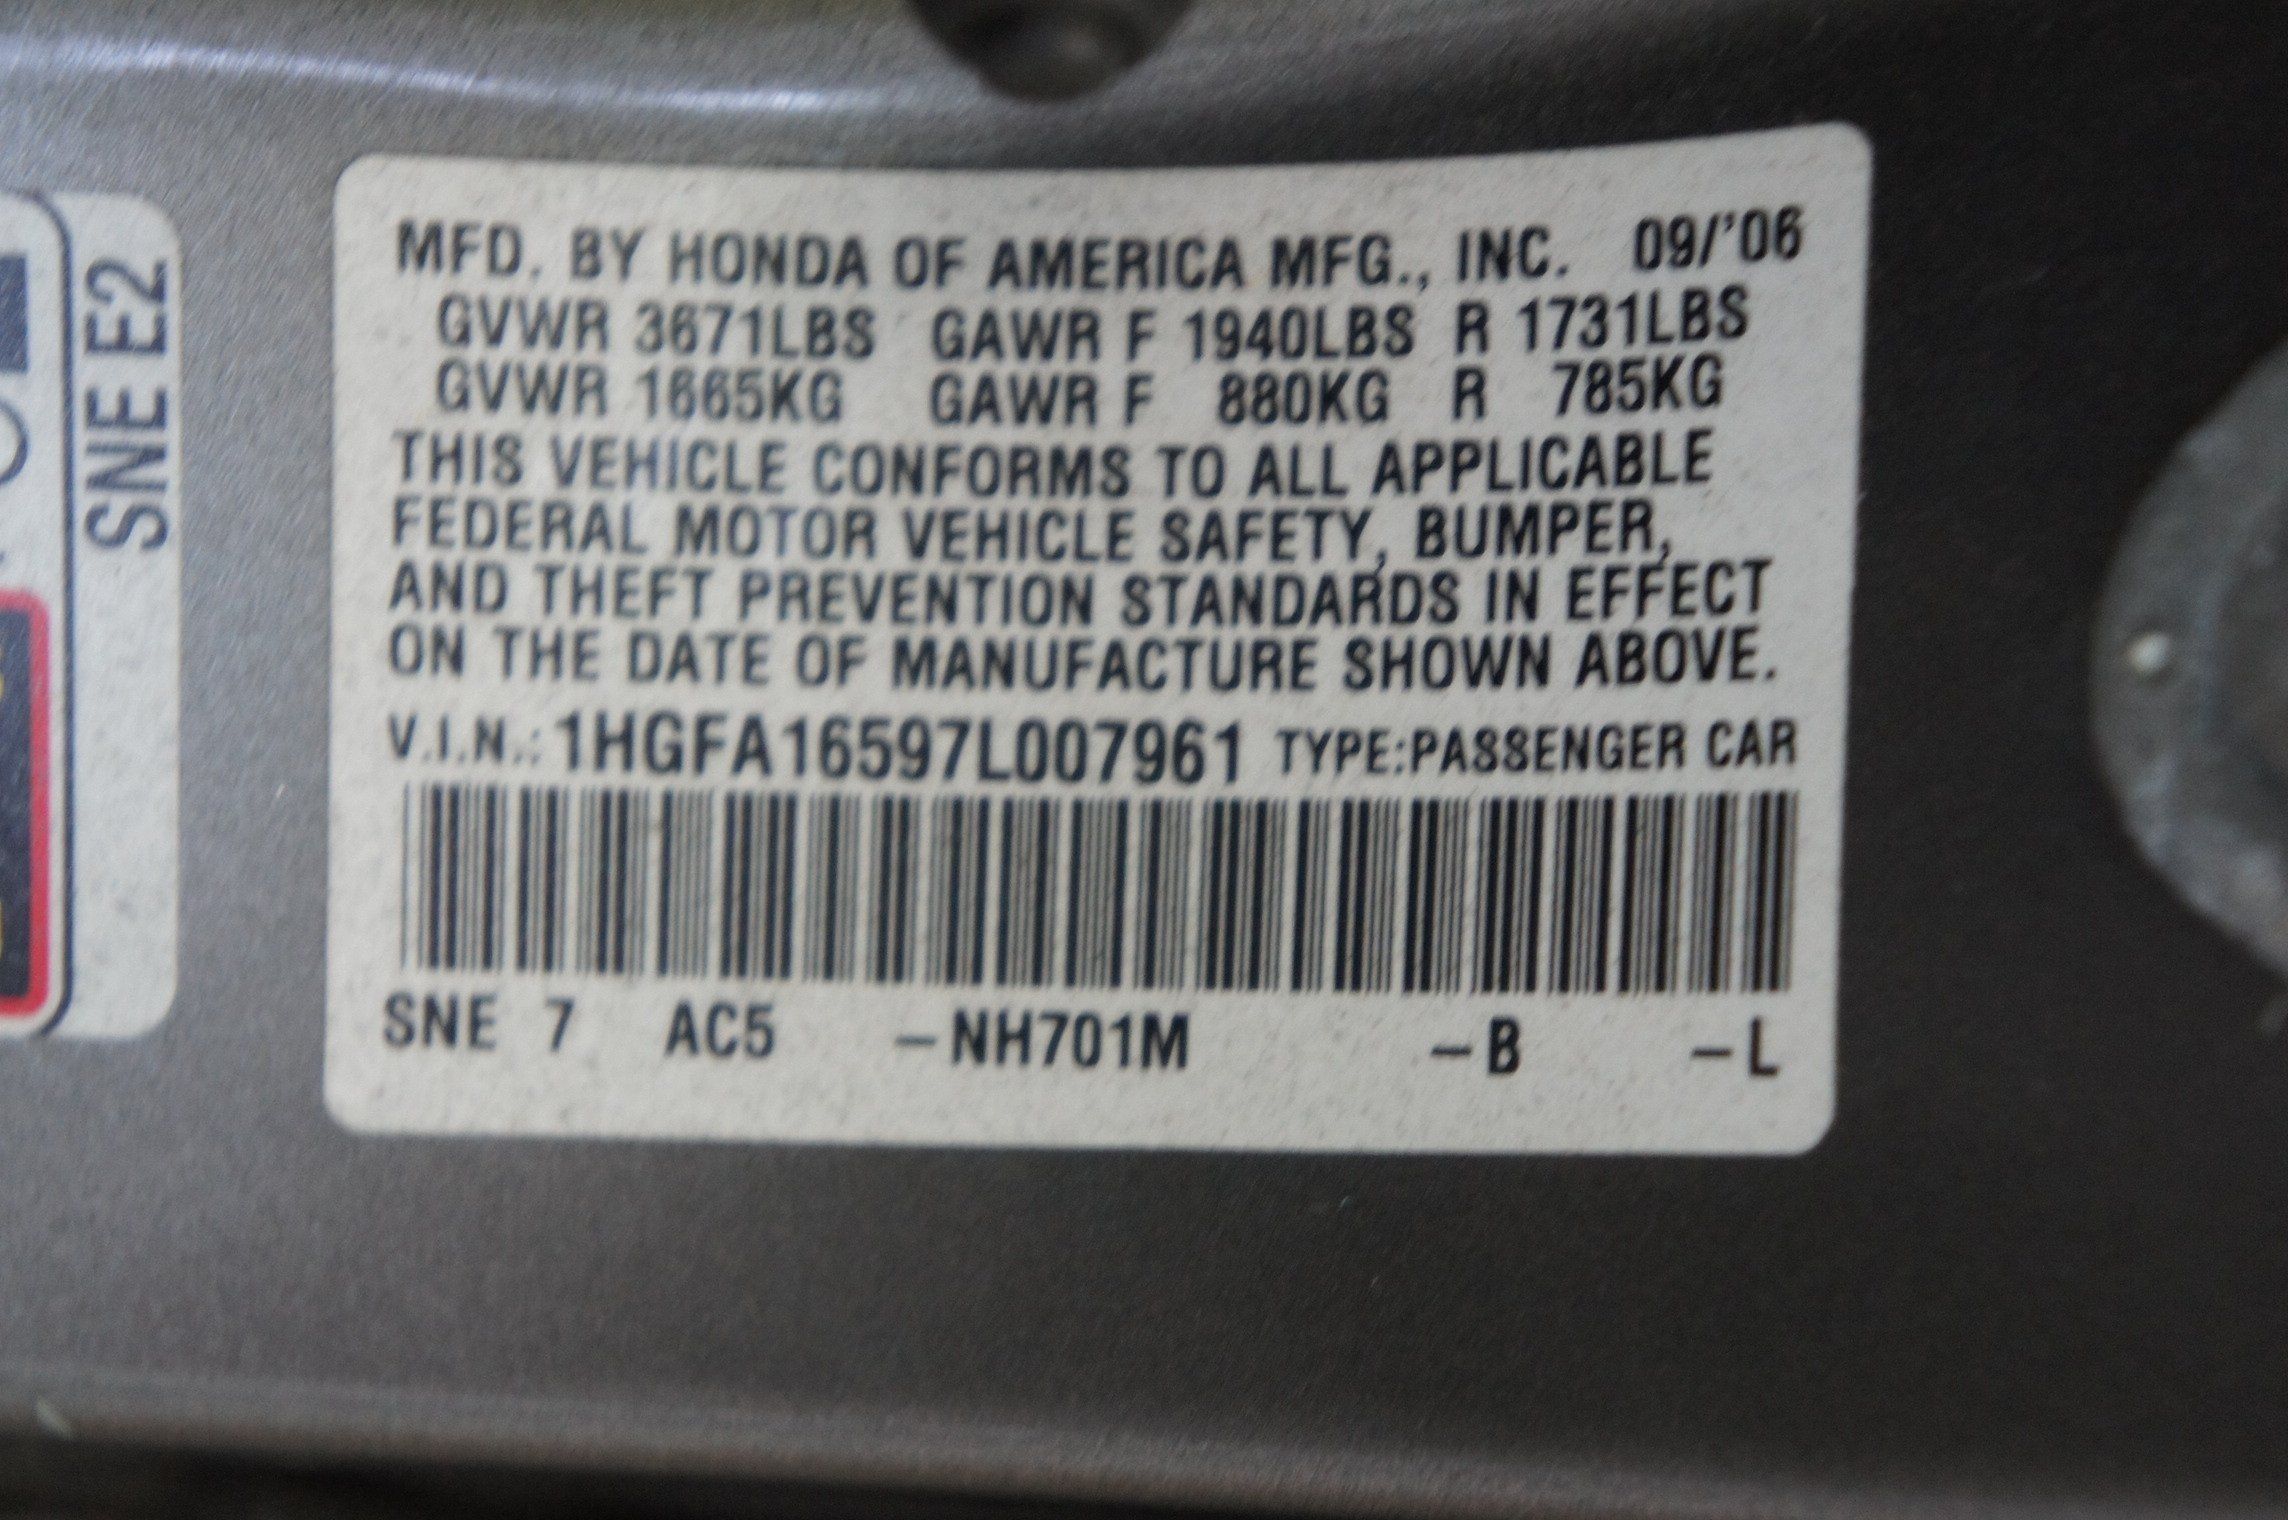 SNE E2
MFD. BY HONDA OF AMERICA MFG., INC. 09/'06
GVWR 3671LBS GAWR F 1940LBS R 1731LBS
GVWR 1665KG GAWR F 880KG R 785KG
THIS VEHICLE CONFORMS TO ALL APPLICABLE
FEDERAL MOTOR VEHICLE SAFETY, BUMPER,
AND THEFT PREVENTION STANDARDS IN EFFECT
ON THE DATE OF MANUFACTURE SHOWN ABOVE.
V.I.N.: 1HGFA16597L007961 TYPE:PASSENGER CAR
SNE 7 AC5 –NH701M –B –L